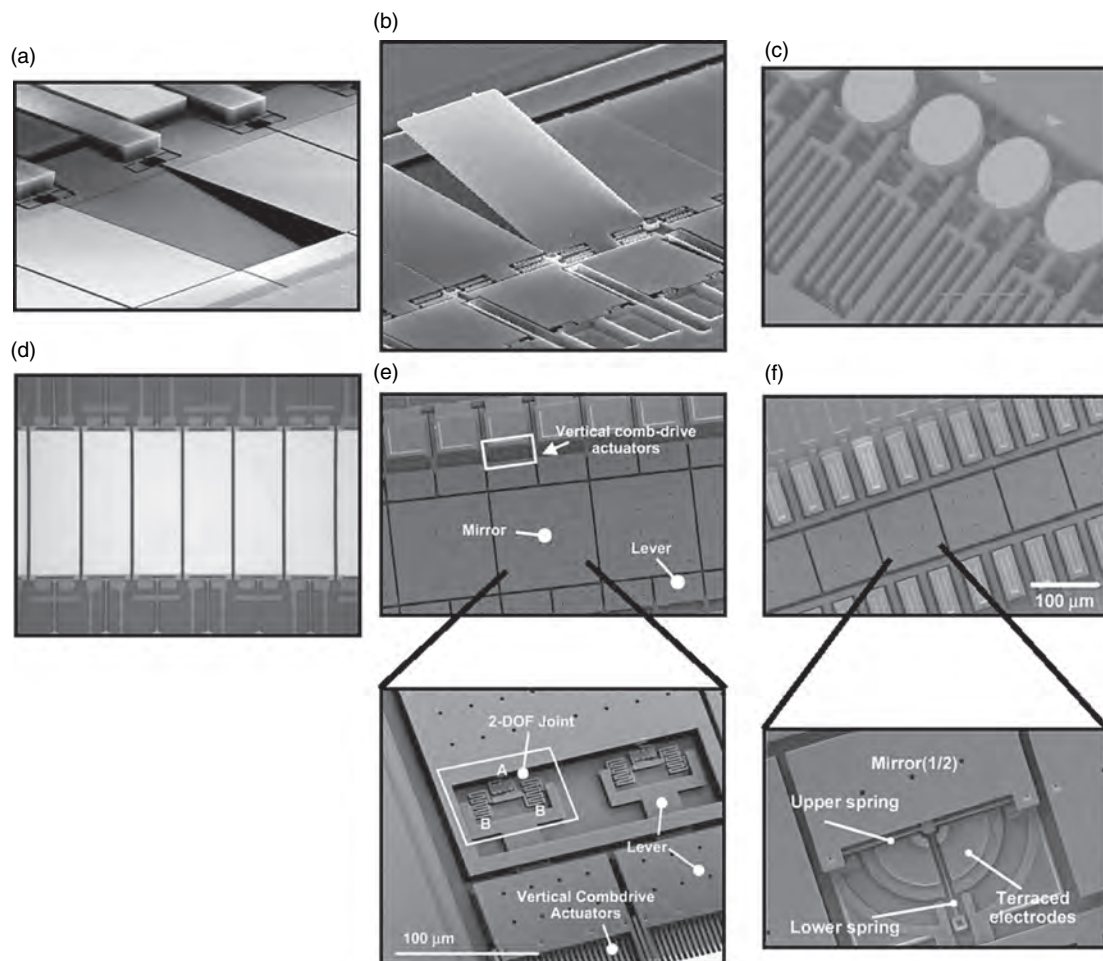 (a)
(b)
(c)
(d)
(e)
Vertical comb-drive
actuators
Mirror
Lever
2-DOF Joint
A
B
B
Lever
Vertical Combdrive
Actuators
100 μm
(f)
100 μm
Mirror(1/2)
Upper spring
Terraced
electrodes
Lower spring